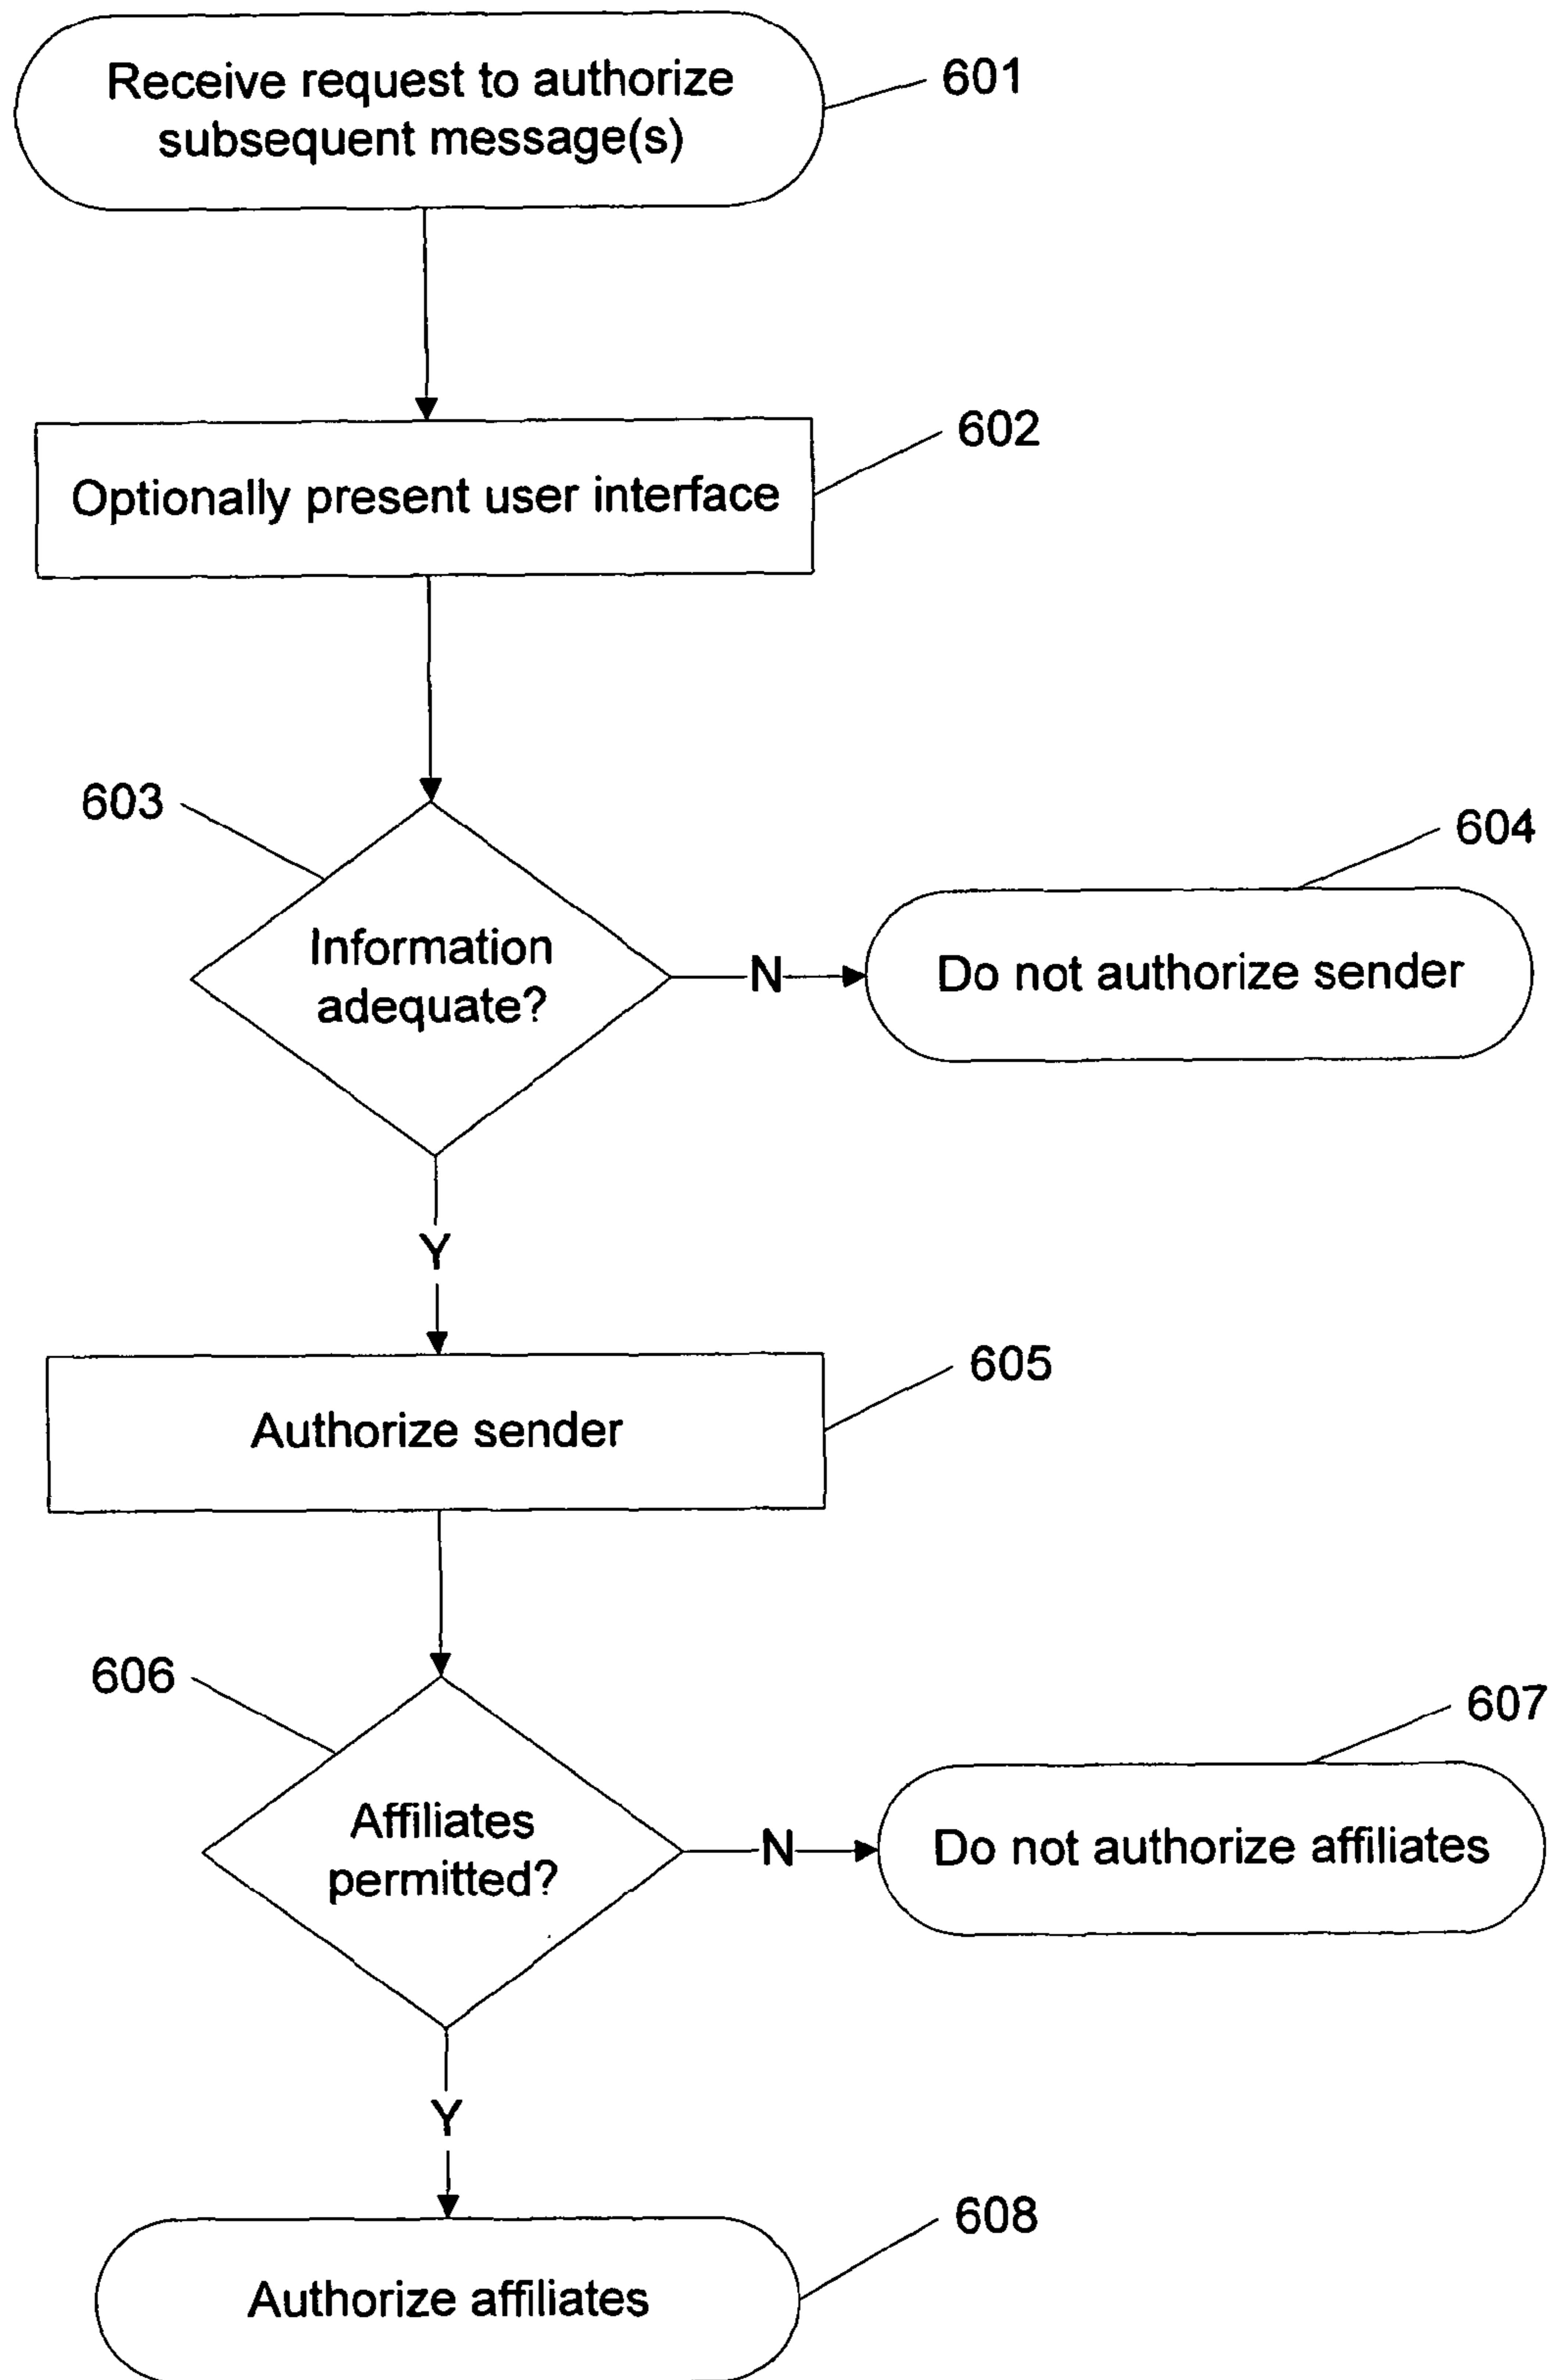 Receive request to authorize
subsequent message(s)
601
602
Optionally present user interface
603
604
Information
adequate?
N
Do not authorize sender
Y
605
Authorize sender
606
607
Affiliates
permitted?
N
Do not authorize affiliates
Y
608
Authorize affiliates